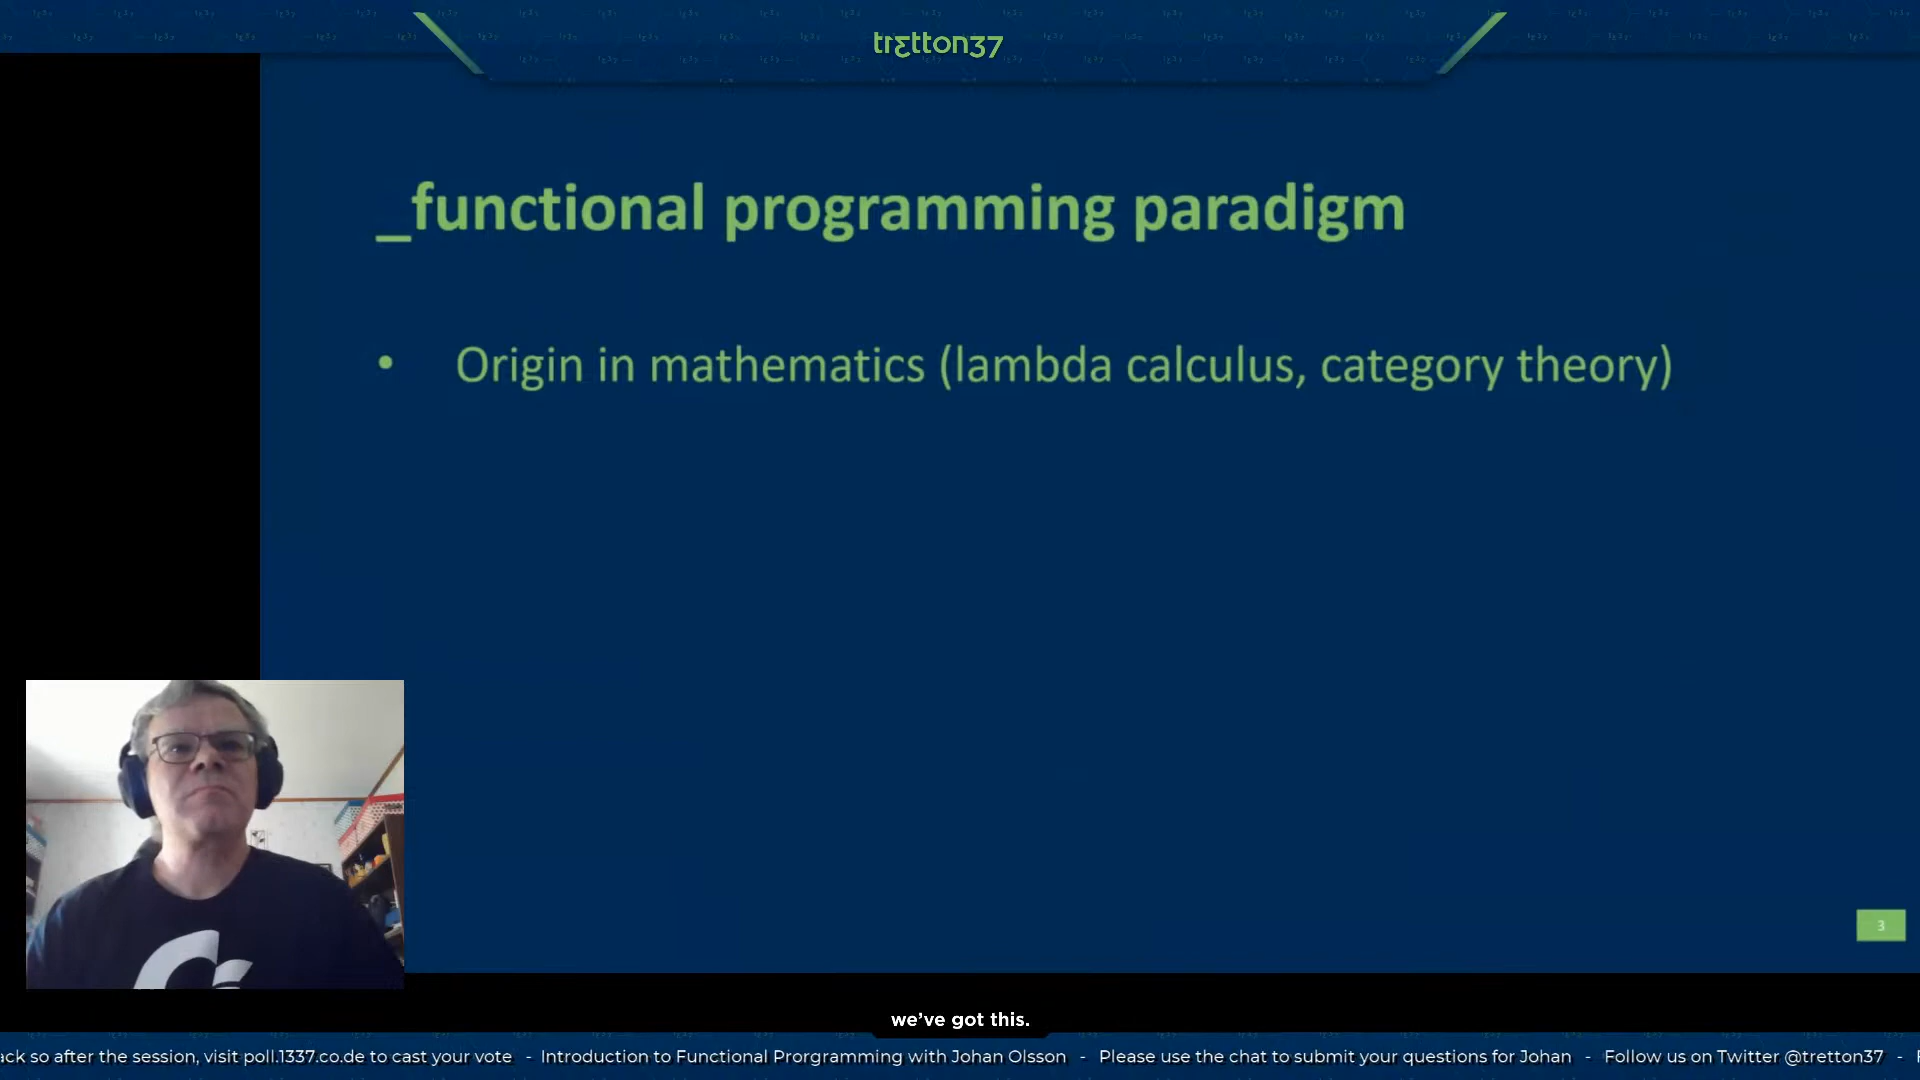 trɛtton37
_functional programming paradigm
• Origin in mathematics (lambda calculus, category theory)
3
we've got this.
ack so after the session, visit poll.1337.co.de to cast your vote - Introduction to Functional Prorgramming with Johan Olsson - Please use the chat to submit your questions for Johan - Follow us on Twitter @tretton37 -